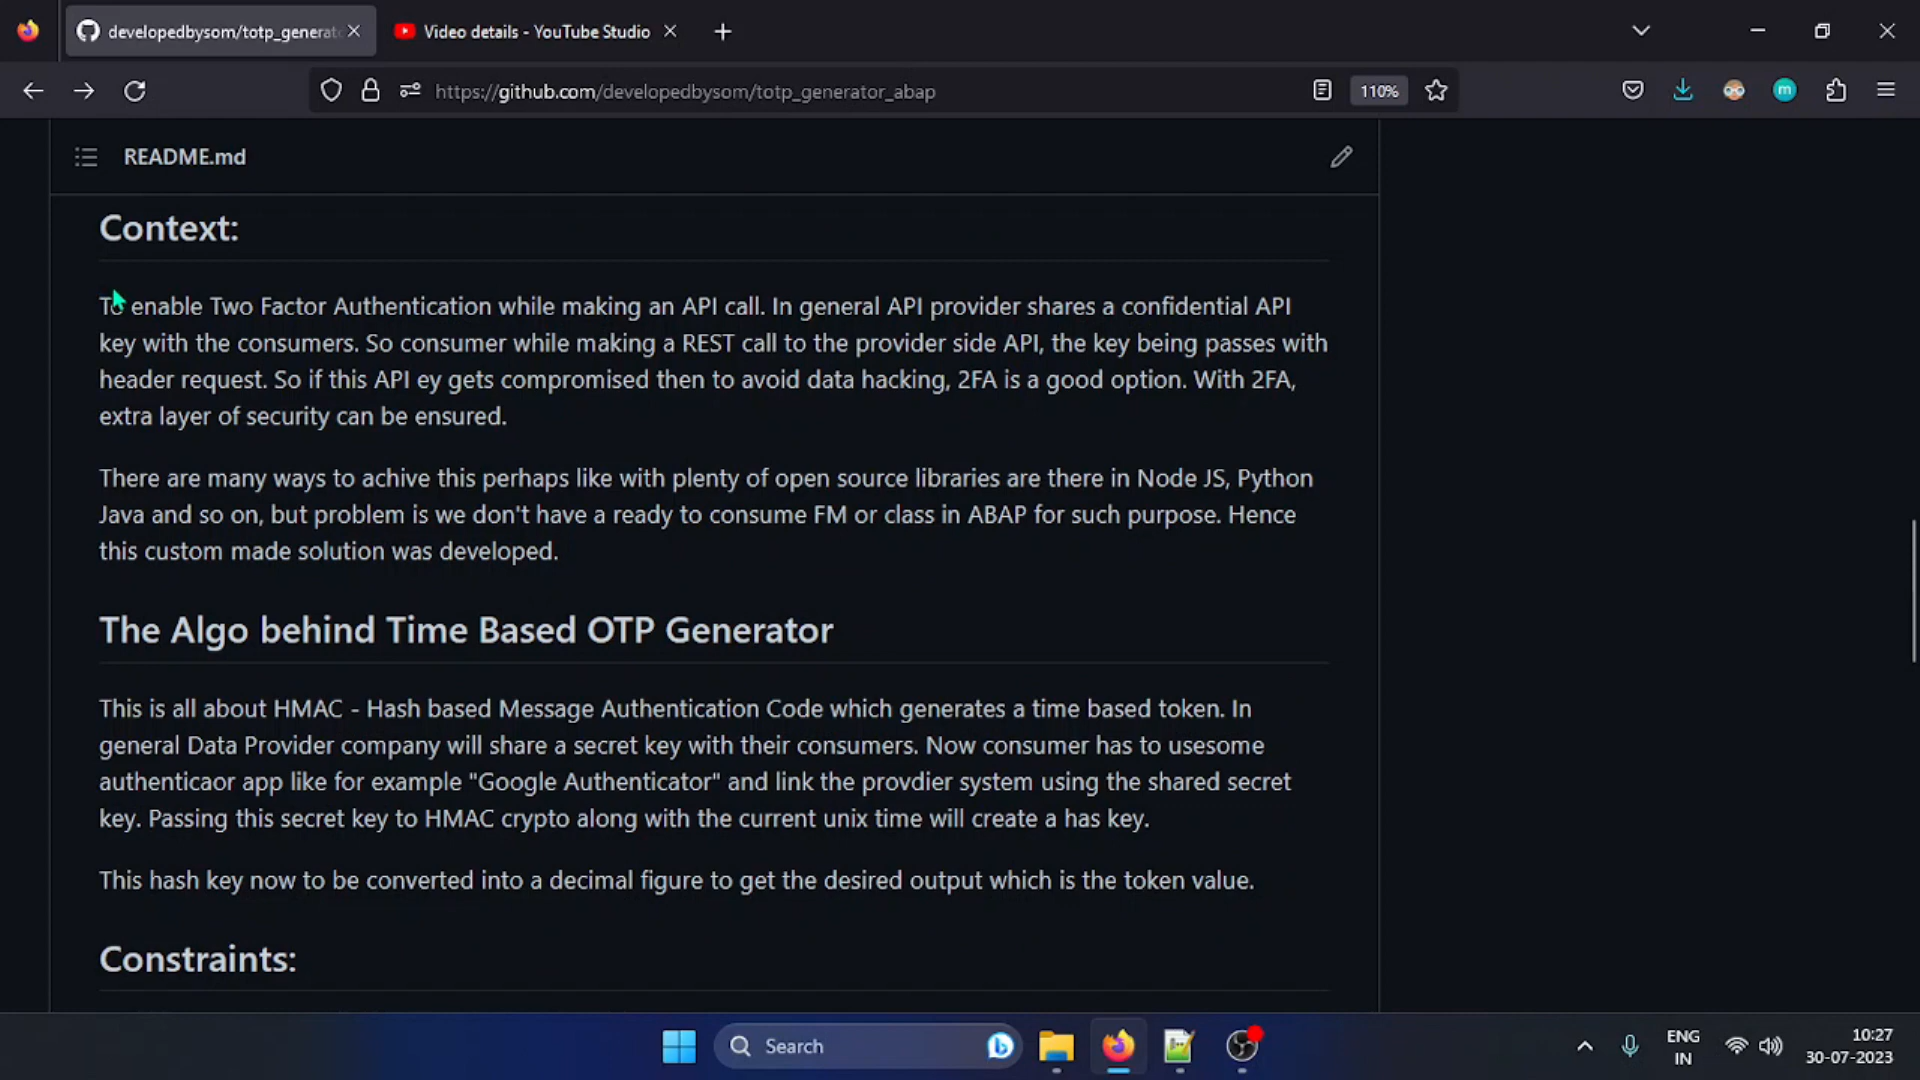 developedbysom/totp_generat
Video details - YouTube Studio
https://github.com/developedbysom/totp_generator_abap
110%
m
README.md
Context:
To enable Two Factor Authentication while making an API call. In general API provider shares a confidential API
key with the consumers. So consumer while making a REST call to the provider side API, the key being passes with
header request. So if this API ey gets compromised then to avoid data hacking, 2FA is a good option. With 2FA,
extra layer of security can be ensured.
There are many ways to achive this perhaps like with plenty of open source libraries are there in Node JS, Python
Java and so on, but problem is we don't have a ready to consume FM or class in ABAP for such purpose. Hence
this custom made solution was developed.
The Algo behind Time Based OTP Generator
This is all about HMAC - Hash based Message Authentication Code which generates a time based token. In
general Data Provider company will share a secret key with their consumers. Now consumer has to usesome
authenticaor app like for example "Google Authenticator" and link the provdier system using the shared secret
key. Passing this secret key to HMAC crypto along with the current unix time will create a has key.
This hash key now to be converted into a decimal figure to get the desired output which is the token value.
Constraints:
Search
ENG
IN
10:27
30-07-2023